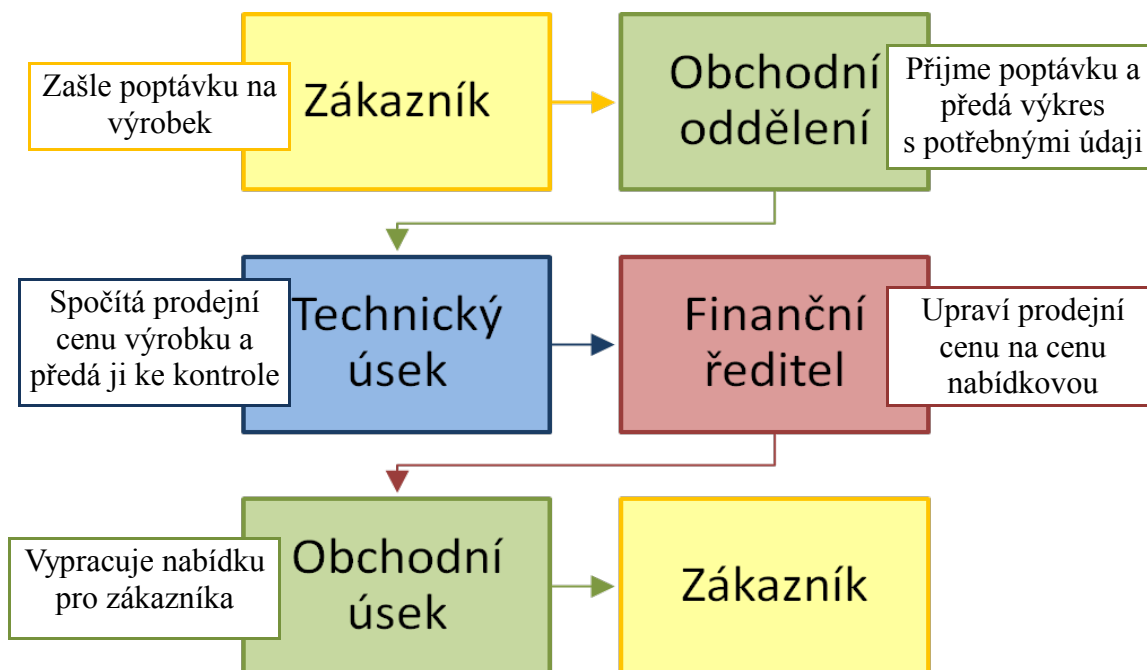 Zašle poptávku na
výrobek
Zákazník
Obchodní
oddělení
Přijme poptávku a
předá výkres
s potřebnými údaji
Spočítá prodejní
cenu výrobku a
předá ji ke kontrole
Technický
úsek
Finanční
ředitel
Upraví prodejní
cenu na cenu
nabídkovou
Vypracuje nabídku
pro zákazníka
Obchodní
úsek
Zákazník